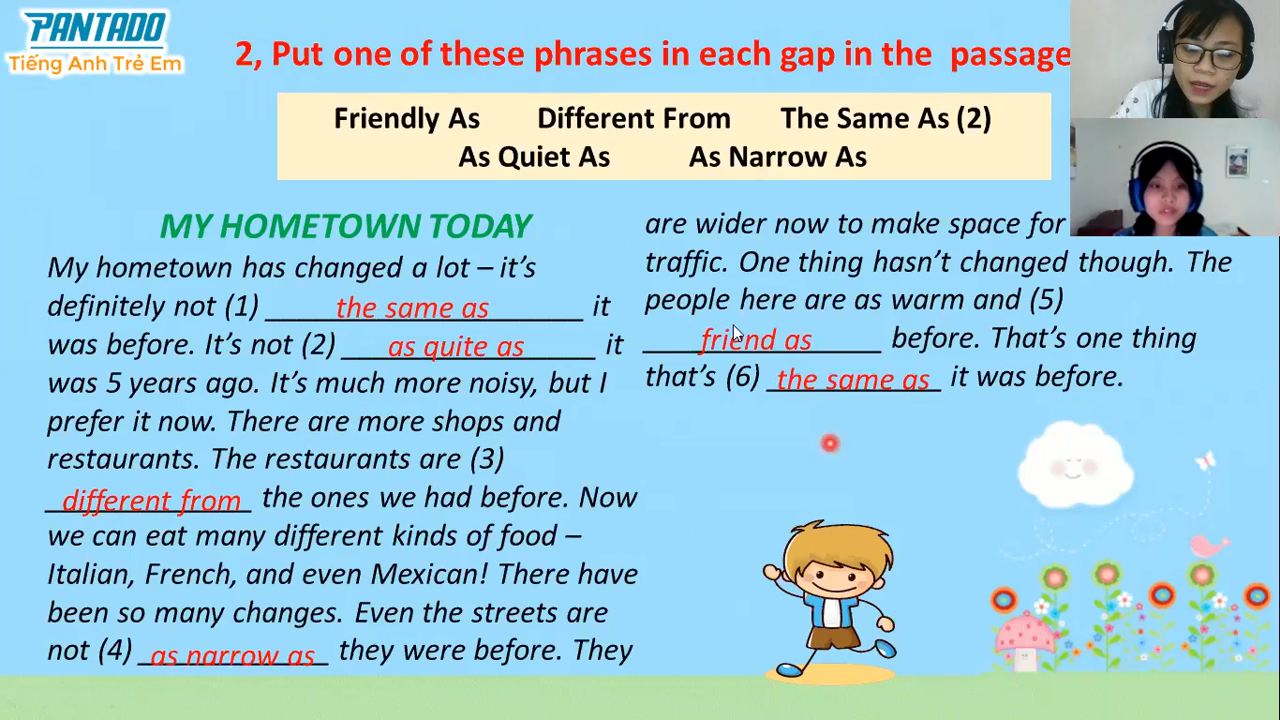 PANTADO
Tiếng Anh Trẻ Em
2, Put one of these phrases in each gap in the passage
Friendly As Different From The Same As (2)
As Quiet As As Narrow As
MY HOMETOWN TODAY
My hometown has changed a lot – it's
definitely not (1) the same as it
was before. It's not (2) as quite as it
was 5 years ago. It's much more noisy, but I
prefer it now. There are more shops and
restaurants. The restaurants are (3)
different from the ones we had before. Now
we can eat many different kinds of food –
Italian, French, and even Mexican! There have
been so many changes. Even the streets are
not (4) as narrow as they were before. They
are wider now to make space for
traffic. One thing hasn't changed though. The
people here are as warm and (5)
friend as before. That's one thing
that's (6) the same as it was before.